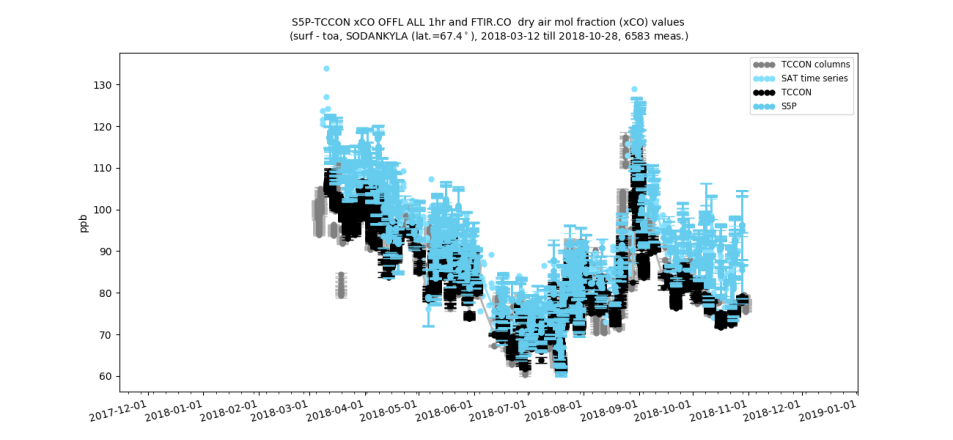 S5P-TCCON xCO OFFL ALL 1hr and FTIR.CO dry air mol fraction (xCO) values
(surf - toa, SODANKYLA (lat.=67.4°), 2018-03-12 till 2018-10-28, 6583 meas.)
TCCON columns
SAT time series
TCCON
S5P
ppb
130
120
110
100
90
80
70
60
2017-12-01 2018-01-01 2018-02-01 2018-03-01 2018-04-01 2018-05-01 2018-06-01 2018-07-01 2018-08-01 2018-09-01 2018-10-01 2018-11-01 2018-12-01 2019-01-01